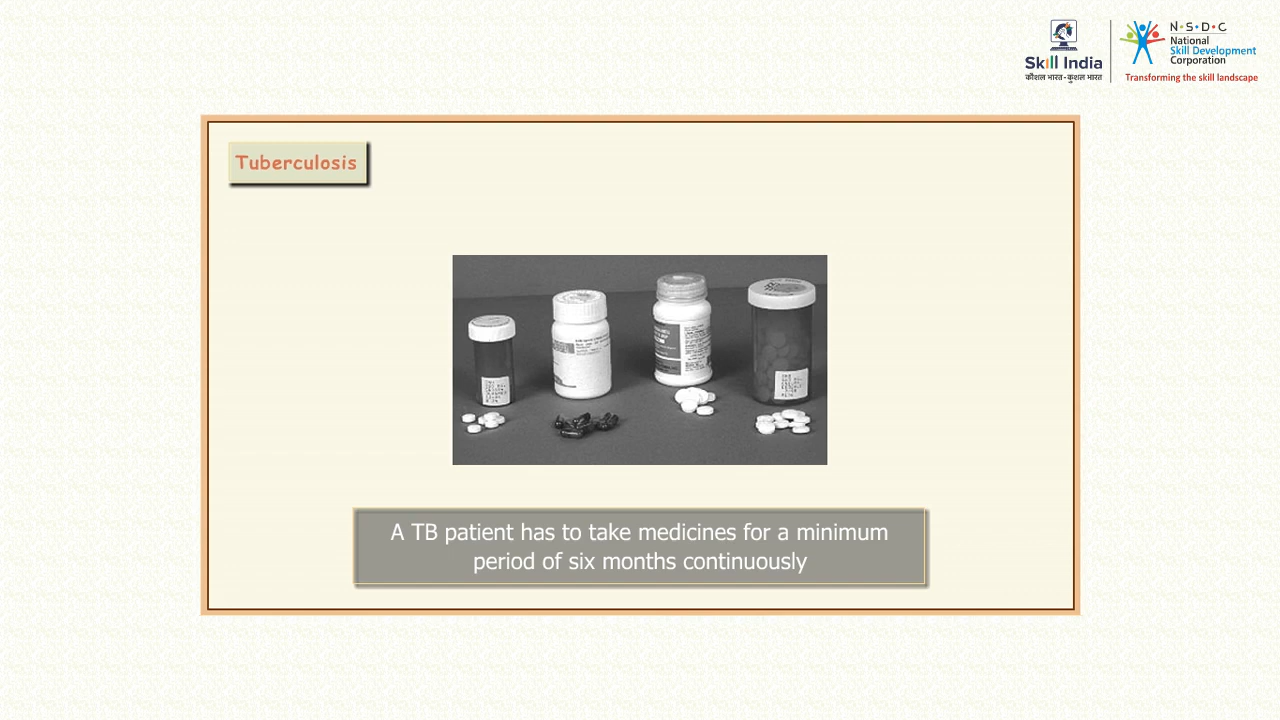 Skill India
कौशल भारत-कुशल भारत
N·S·D·C
National
Skill Development
Corporation
Transforming the skill landscape
Tuberculosis
A TB patient has to take medicines for a minimum
period of six months continuously